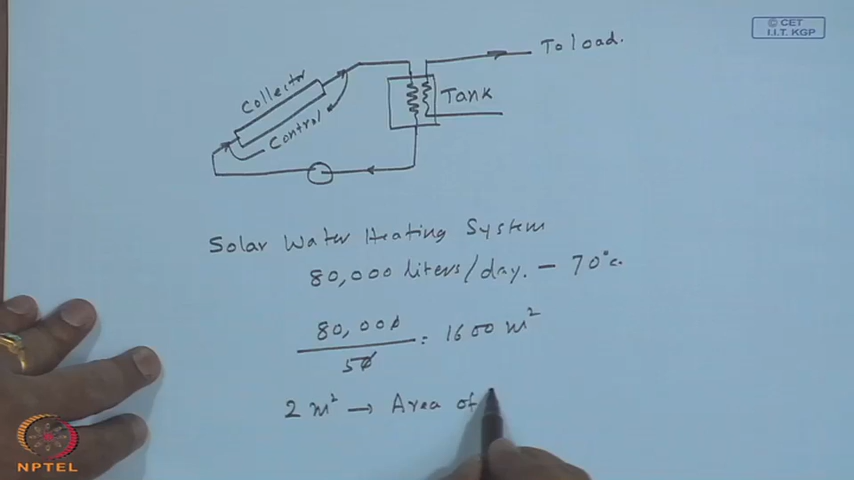 © CET
I.I.T. KGP
To load.
Collector
Control
Tank
Solar Water Heating System
80,000 liters/day. — 70°c.
80,000
50
= 1600 m²
2 m² → Area of
NPTEL